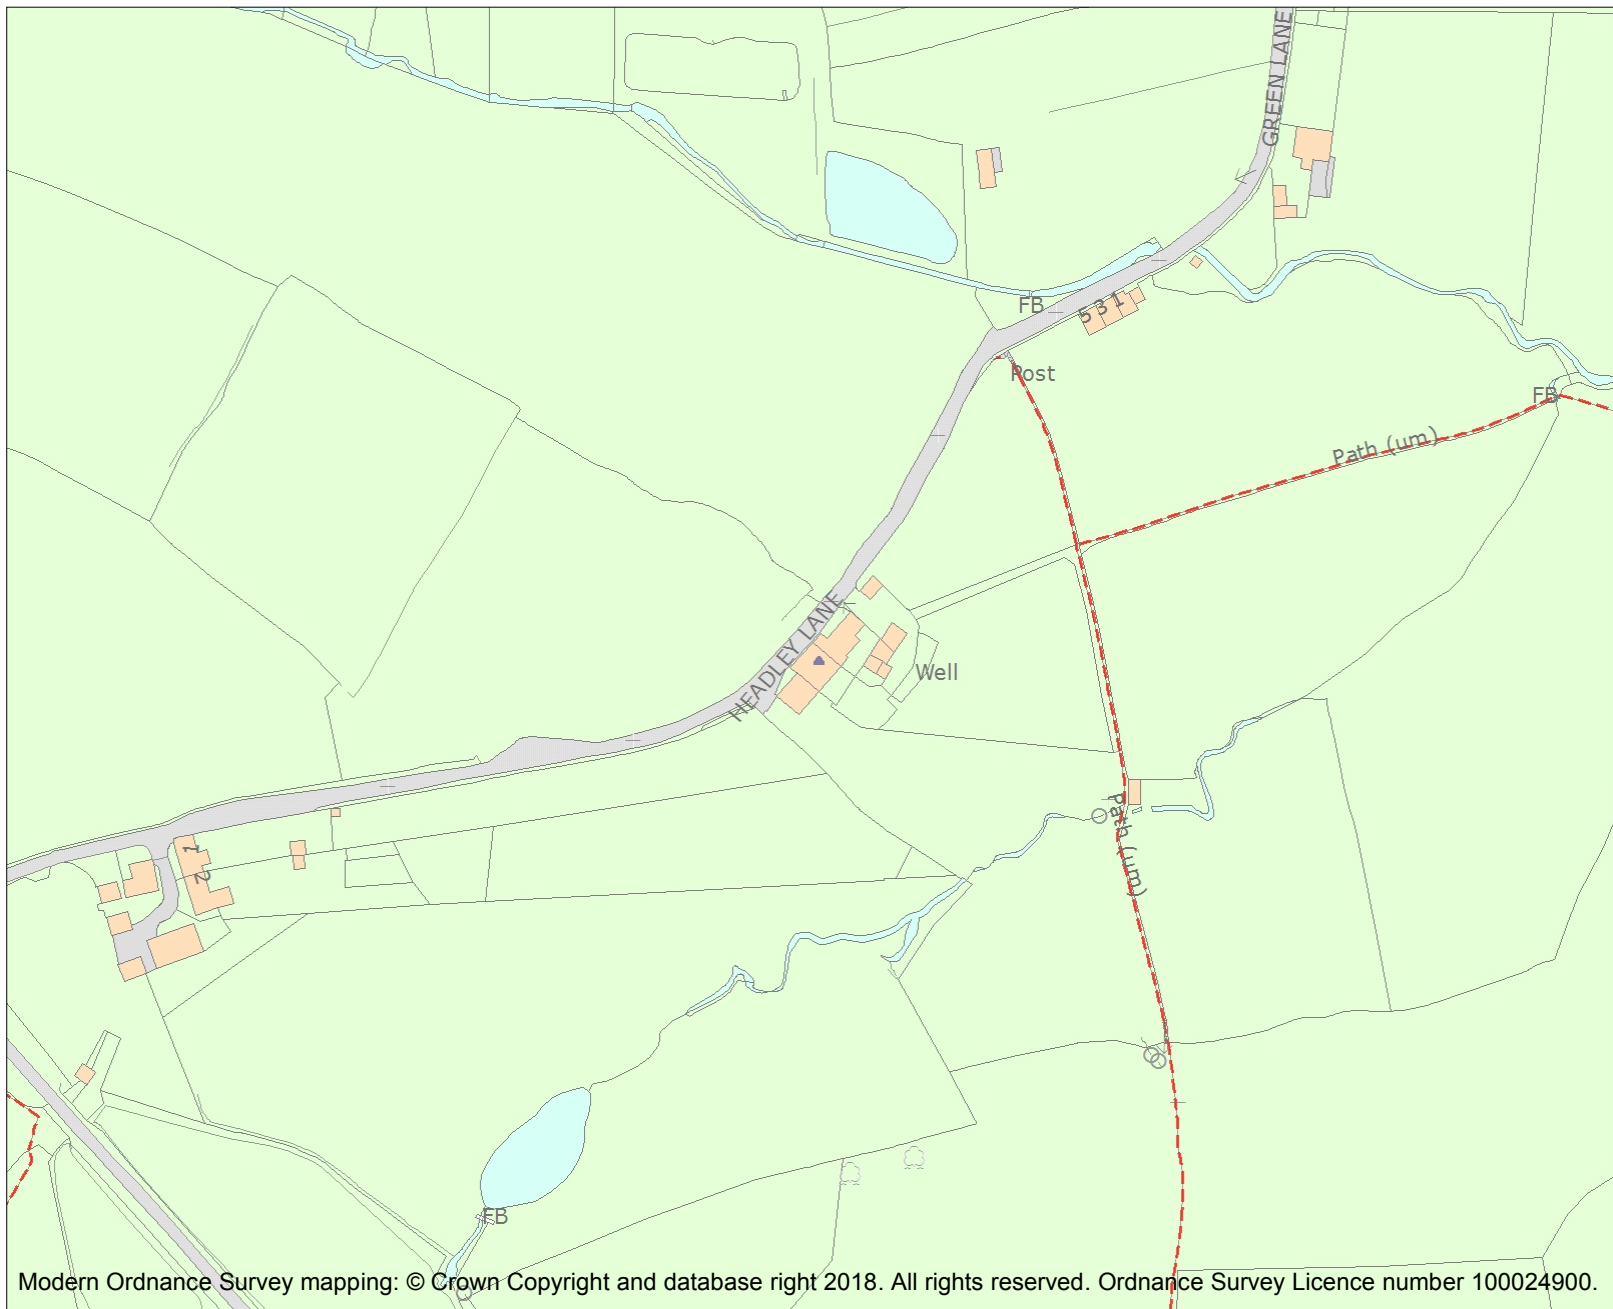 GREEN LANE
FB
5 3 1
Post
FB
Path (um)
HEADLEY LANE
Well
Path (um)
1
2
FB
Modern Ordnance Survey mapping: © Crown Copyright and database right 2018. All rights reserved. Ordnance Survey Licence number 100024900.